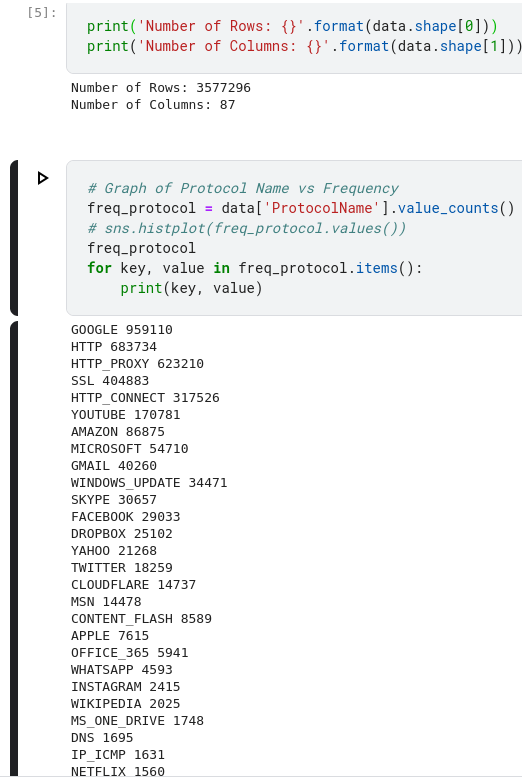 [5]:
print('Number of Rows: {}'.format(data.shape[0]))
print('Number of Columns: {}'.format(data.shape[1]))
Number of Rows: 3577296
Number of Columns: 87
# Graph of Protocol Name vs Frequency
freq_protocol = data['ProtocolName'].value_counts()
# sns.histplot(freq_protocol.values())
freq_protocol
for key, value in freq_protocol.items():
    print(key, value)
GOOGLE 959110
HTTP 683734
HTTP_PROXY 623210
SSL 404883
HTTP_CONNECT 317526
YOUTUBE 170781
AMAZON 86875
MICROSOFT 54710
GMAIL 40260
WINDOWS_UPDATE 34471
SKYPE 30657
FACEBOOK 29033
DROPBOX 25102
YAHOO 21268
TWITTER 18259
CLOUDFLARE 14737
MSN 14478
CONTENT_FLASH 8589
APPLE 7615
OFFICE_365 5941
WHATSAPP 4593
INSTAGRAM 2415
WIKIPEDIA 2025
MS_ONE_DRIVE 1748
DNS 1695
IP_ICMP 1631
NETFLIX 1560